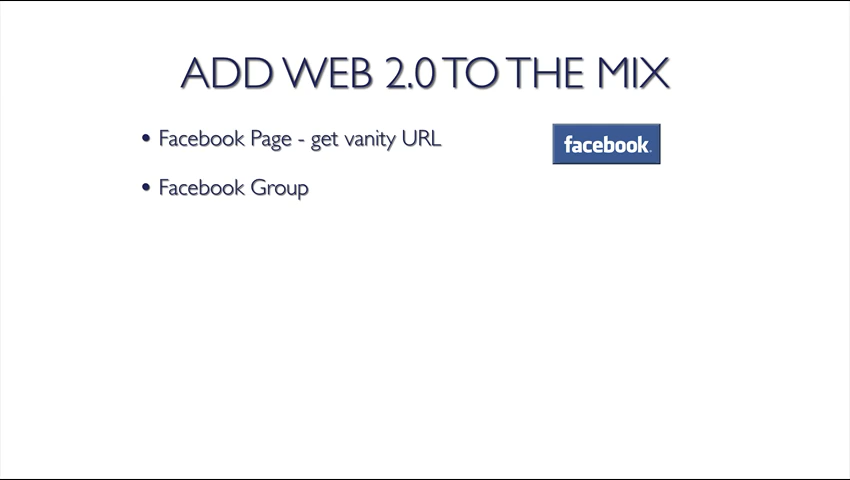 ADD WEB 2.0 TO THE MIX
• Facebook Page - get vanity URL
facebook.
• Facebook Group